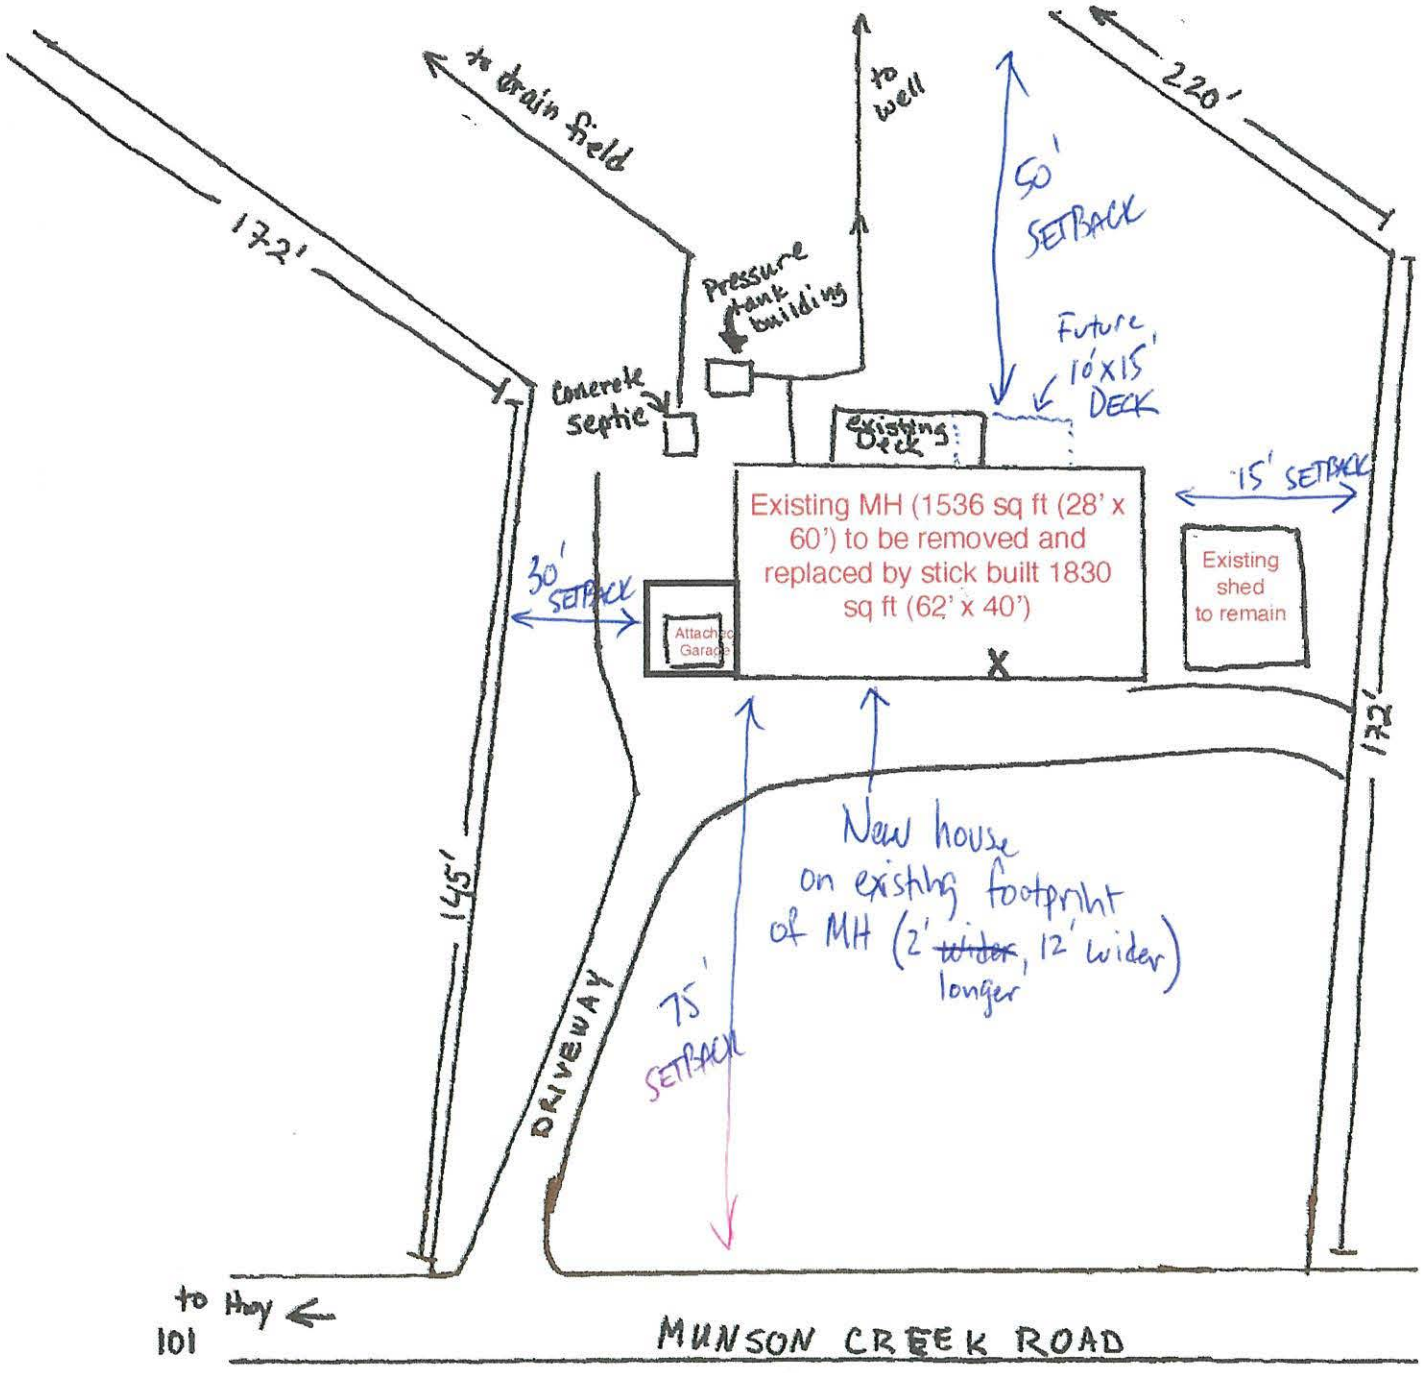 to drain field
to
well
220'
172'
50'
SETBACK
Pressure
tank
building
Future
10'x15'
DECK
Concrete
septic
existing
Deck
15' SETBACK
Existing MH (1536 sq ft (28' x
60') to be removed and
replaced by stick built 1830
sq ft (62' x 40')
Existing
shed
to remain
30'
SETBACK
Attached
Garage
X
172'
New house
on existing footprint
of MH (2' wider, 12' wider)
longer
145'
75'
SETBACK
DRIVEWAY
to Hwy
101
MUNSON CREEK ROAD